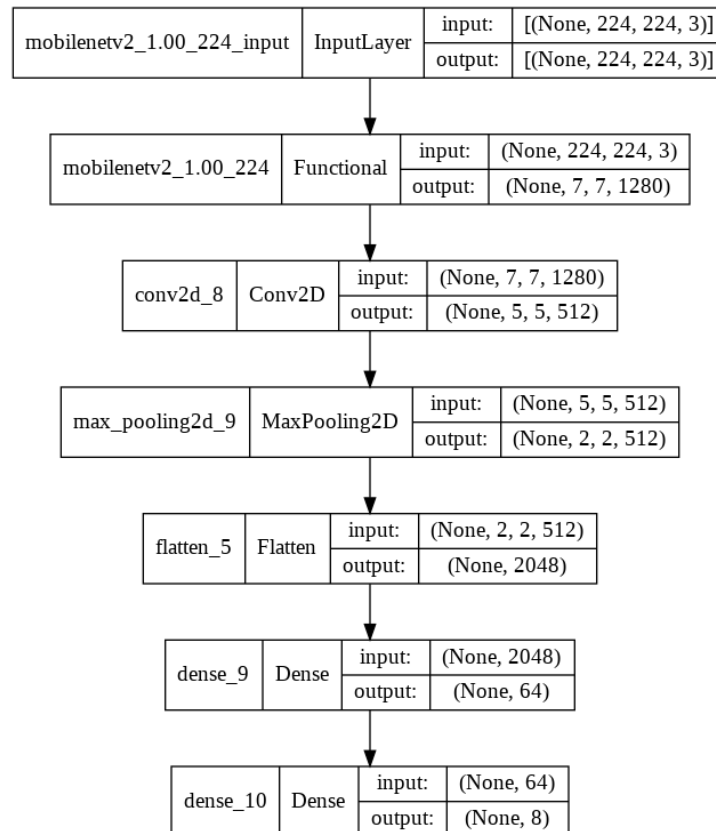 mobilenetv2_1.00_224_input InputLayer input: [(None, 224, 224, 3)]
output: [(None, 224, 224, 3)]
mobilenetv2_1.00_224 Functional input: (None, 224, 224, 3)
output: (None, 7, 7, 1280)
conv2d_8 Conv2D input: (None, 7, 7, 1280)
output: (None, 5, 5, 512)
max_pooling2d_9 MaxPooling2D input: (None, 5, 5, 512)
output: (None, 2, 2, 512)
flatten_5 Flatten input: (None, 2, 2, 512)
output: (None, 2048)
dense_9 Dense input: (None, 2048)
output: (None, 64)
dense_10 Dense input: (None, 64)
output: (None, 8)